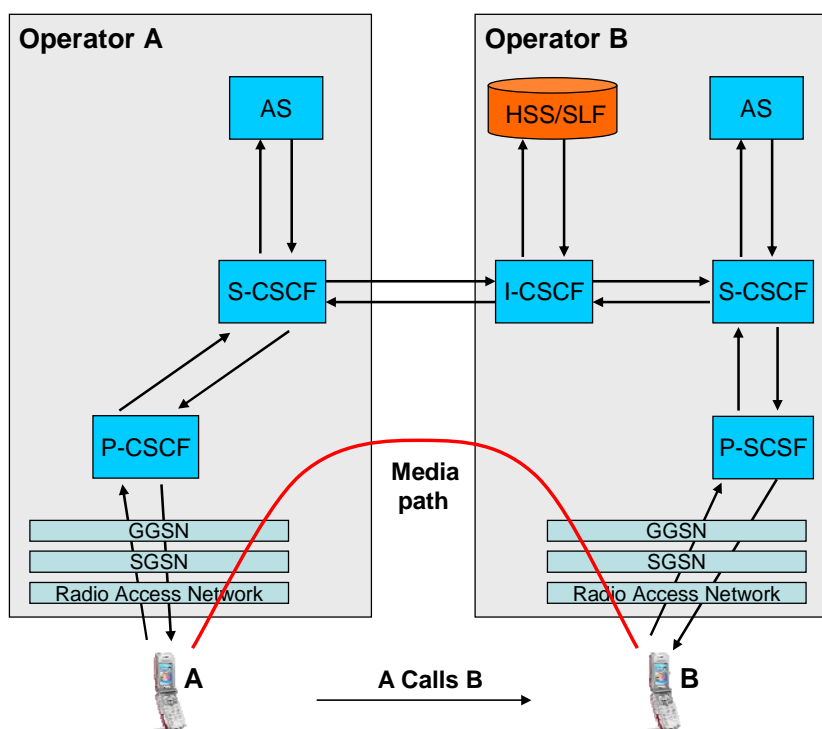 Operator A
Operator B
AS
HSS/SLF
AS
S-CSCF
I-CSCF
S-CSCF
P-CSCF
P-SCSF
Media
path
GGSN
GGSN
SGSN
SGSN
Radio Access Network
Radio Access Network
A
A Calls B
B